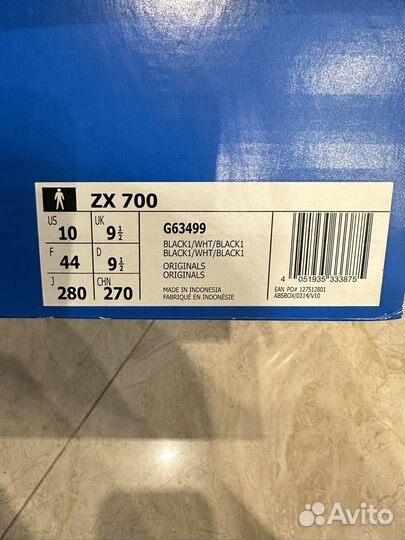 ZX 700
US
10
UK
9½
F
44
D
9½
J
280
CHN
270
G63499
BLACK1/WHT/BLACK1
BLACK1/WHT/BLACK1
ORIGINALS
ORIGINALS
MADE IN INDONESIA
FABRIQUÉ EN INDONÉSIE
4 051935 333875
EAN PO# 127512801
ABSBOX/0314/V10
Avito